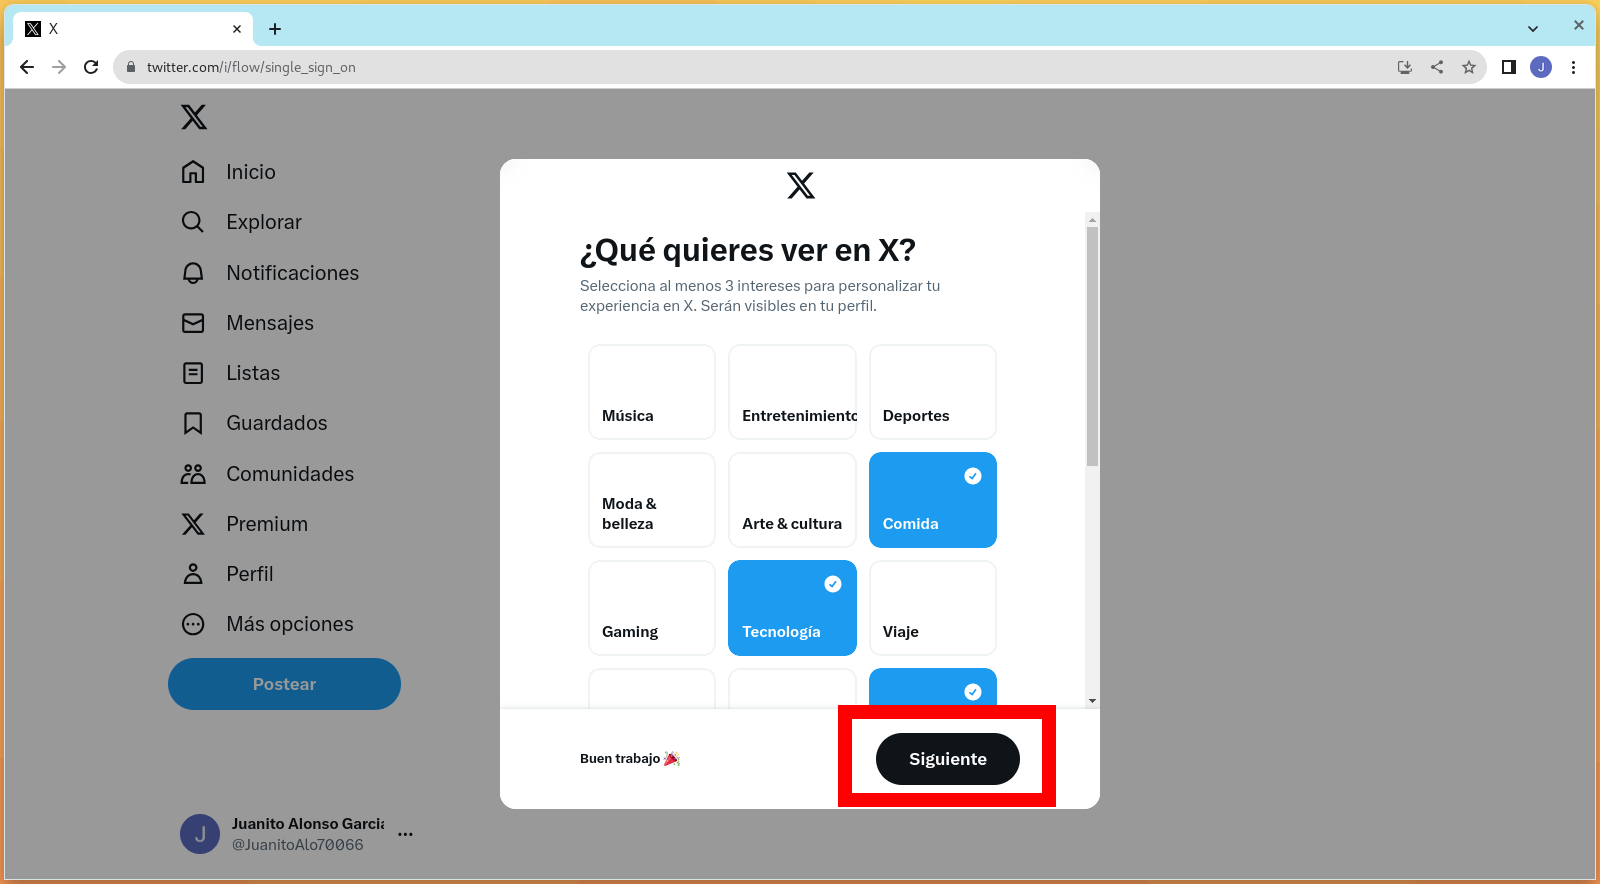 X
twitter.com/i/flow/single_sign_on
J
Inicio
Explorar
Notificaciones
Mensajes
Listas
Guardados
Comunidades
Premium
Perfil
Más opciones
Postear
J
Juanito Alonso Garcia
@JuanitoAlo70066
¿Qué quieres ver en X?
Selecciona al menos 3 intereses para personalizar tu
experiencia en X. Serán visibles en tu perfil.
Música
Entretenimiento
Deportes
Moda &
belleza
Arte & cultura
Comida
Gaming
Tecnología
Viaje
Buen trabajo 🎉
Siguiente